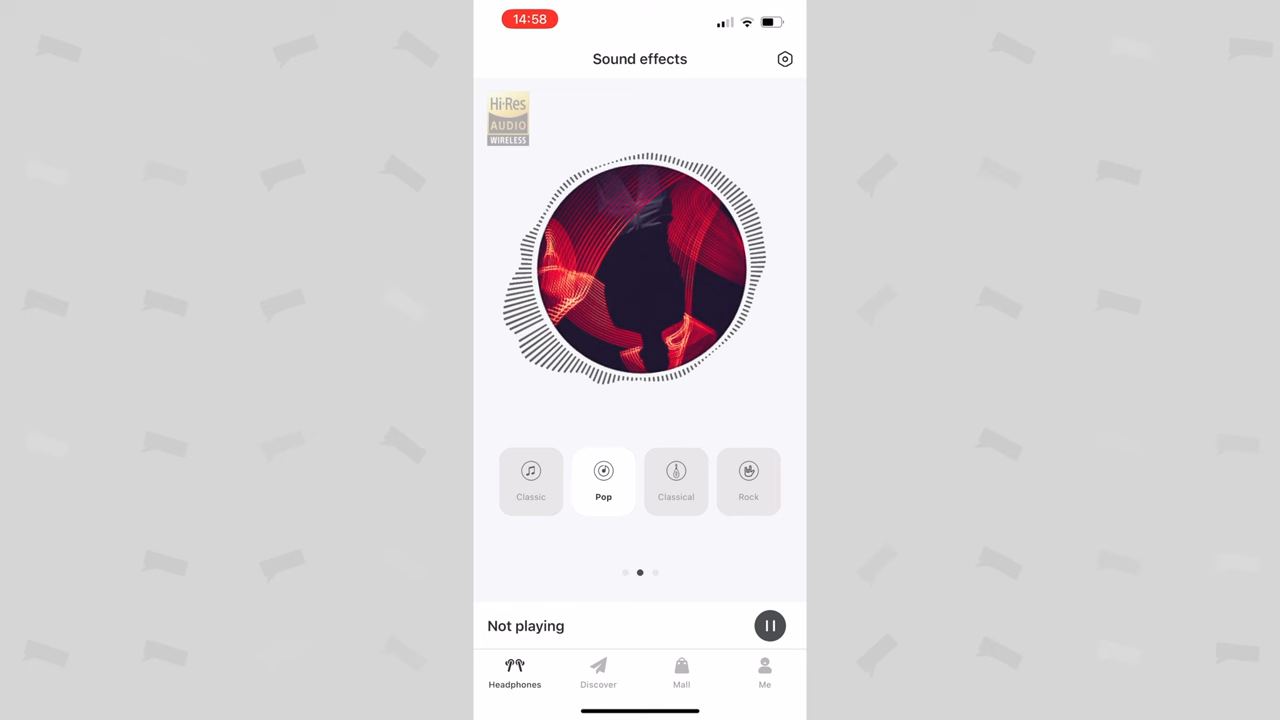 14:58
Sound effects
Hi-Res
AUDIO
WIRELESS
Classic
Pop
Classical
Rock
Not playing
Headphones
Discover
Mall
Me